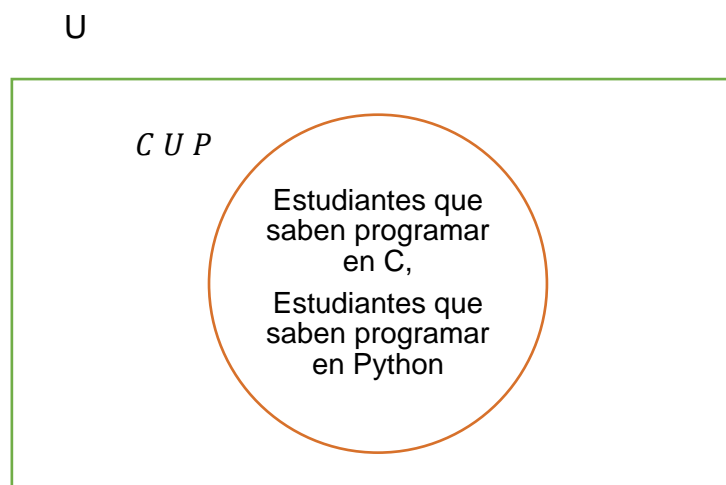 U
C U P
Estudiantes que
saben programar
en C,
Estudiantes que
saben programar
en Python